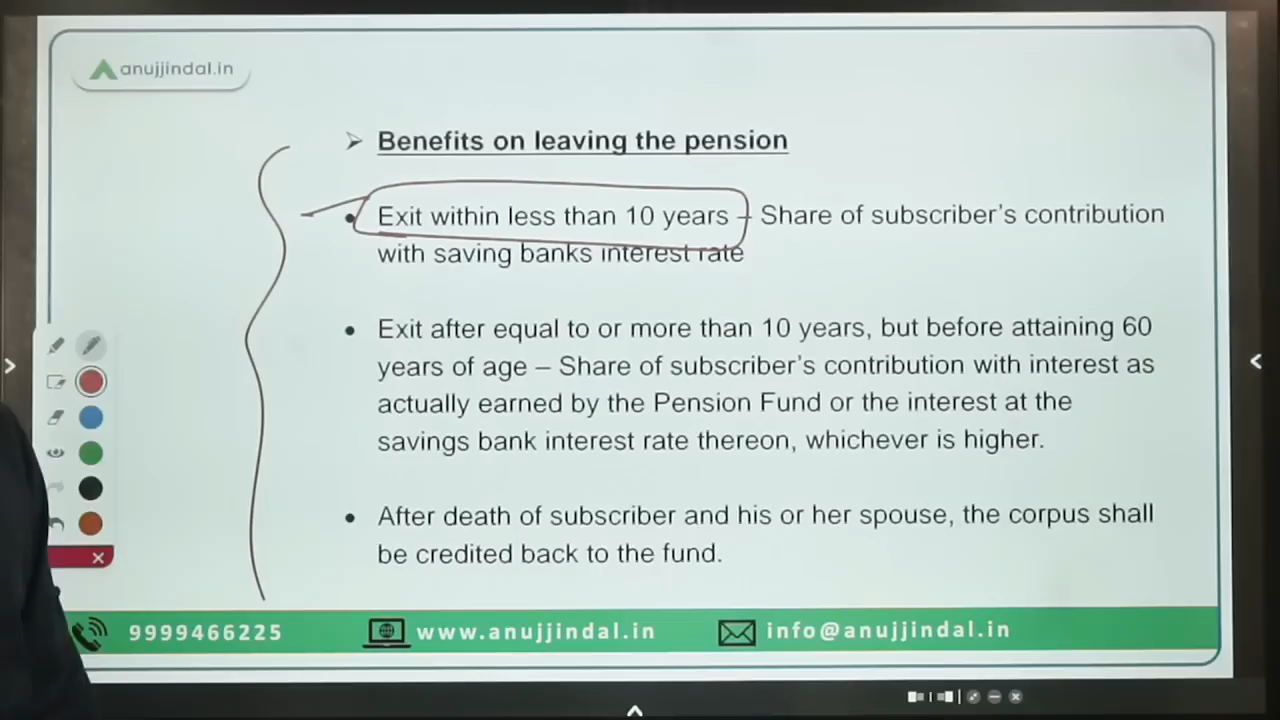 anujjindal.in
Benefits on leaving the pension
Exit within less than 10 years – Share of subscriber's contribution
with saving banks interest rate
Exit after equal to or more than 10 years, but before attaining 60
years of age – Share of subscriber's contribution with interest as
actually earned by the Pension Fund or the interest at the
savings bank interest rate thereon, whichever is higher.
After death of subscriber and his or her spouse, the corpus shall
be credited back to the fund.
9999466225 www.anujjindal.in info@anujjindal.in